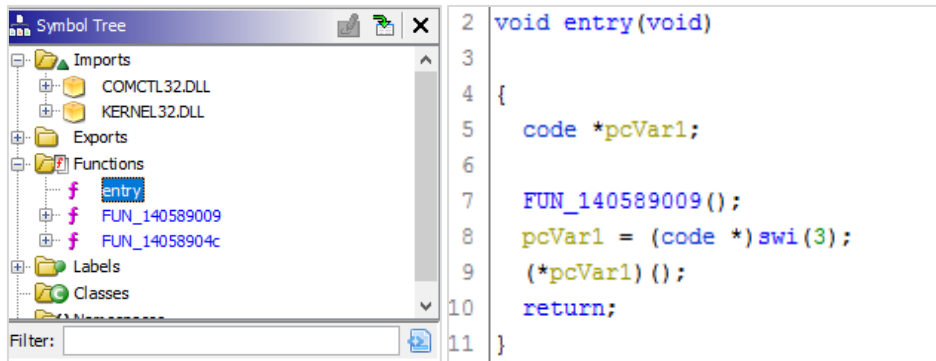 Symbol Tree
Imports
COMCTL32.DLL
KERNEL32.DLL
Exports
Functions
f entry
f FUN_140589009
f FUN_14058904c
Labels
Classes
Namespaces
Filter:
2 void entry(void)
3
4 {
5 code *pcVar1;
6
7 FUN_140589009();
8 pcVar1 = (code *)swi(3);
9 (*pcVar1)();
10 return;
11 }